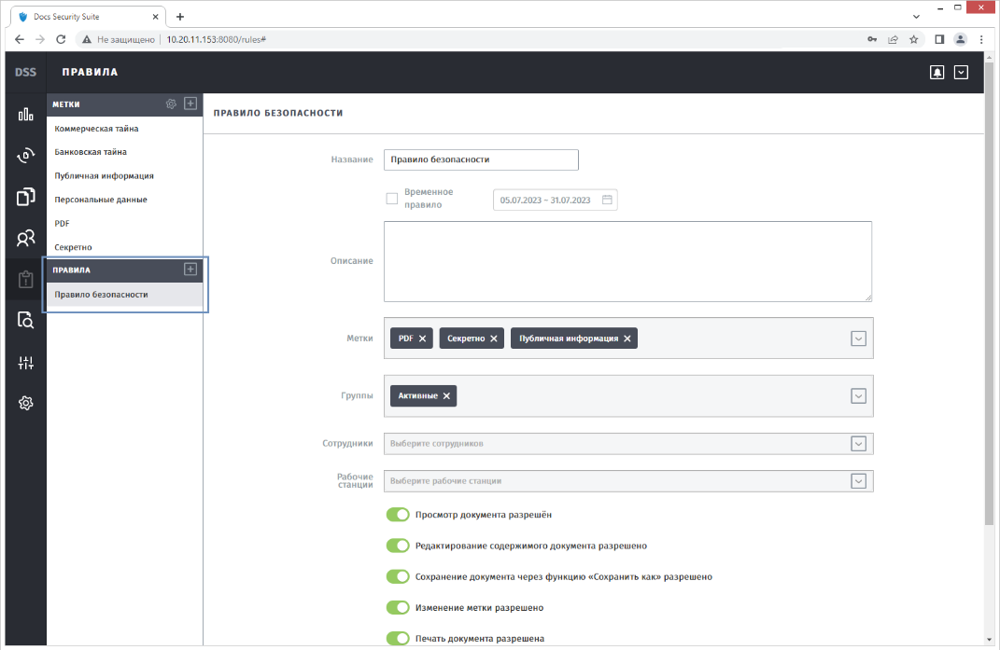 Docs Security Suite
Не защищено
10.20.11.153:8080/rules#
DSS
ПРАВИЛА
МЕТКИ
Коммерческая тайна
Банковская тайна
Публичная информация
Персональные данные
PDF
Секретно
ПРАВИЛА
Правило безопасности
ПРАВИЛО БЕЗОПАСНОСТИ
Название
Правило безопасности
Временное
правило
05.07.2023 – 31.07.2023
Описание
Метки
PDF
Секретно
Публичная информация
Группы
Активные
Сотрудники
Выберите сотрудников
Рабочие
станции
Выберите рабочие станции
Просмотр документа разрешён
Редактирование содержимого документа разрешено
Сохранение документа через функцию «Сохранить как» разрешено
Изменение метки разрешено
Печать документа разрешена